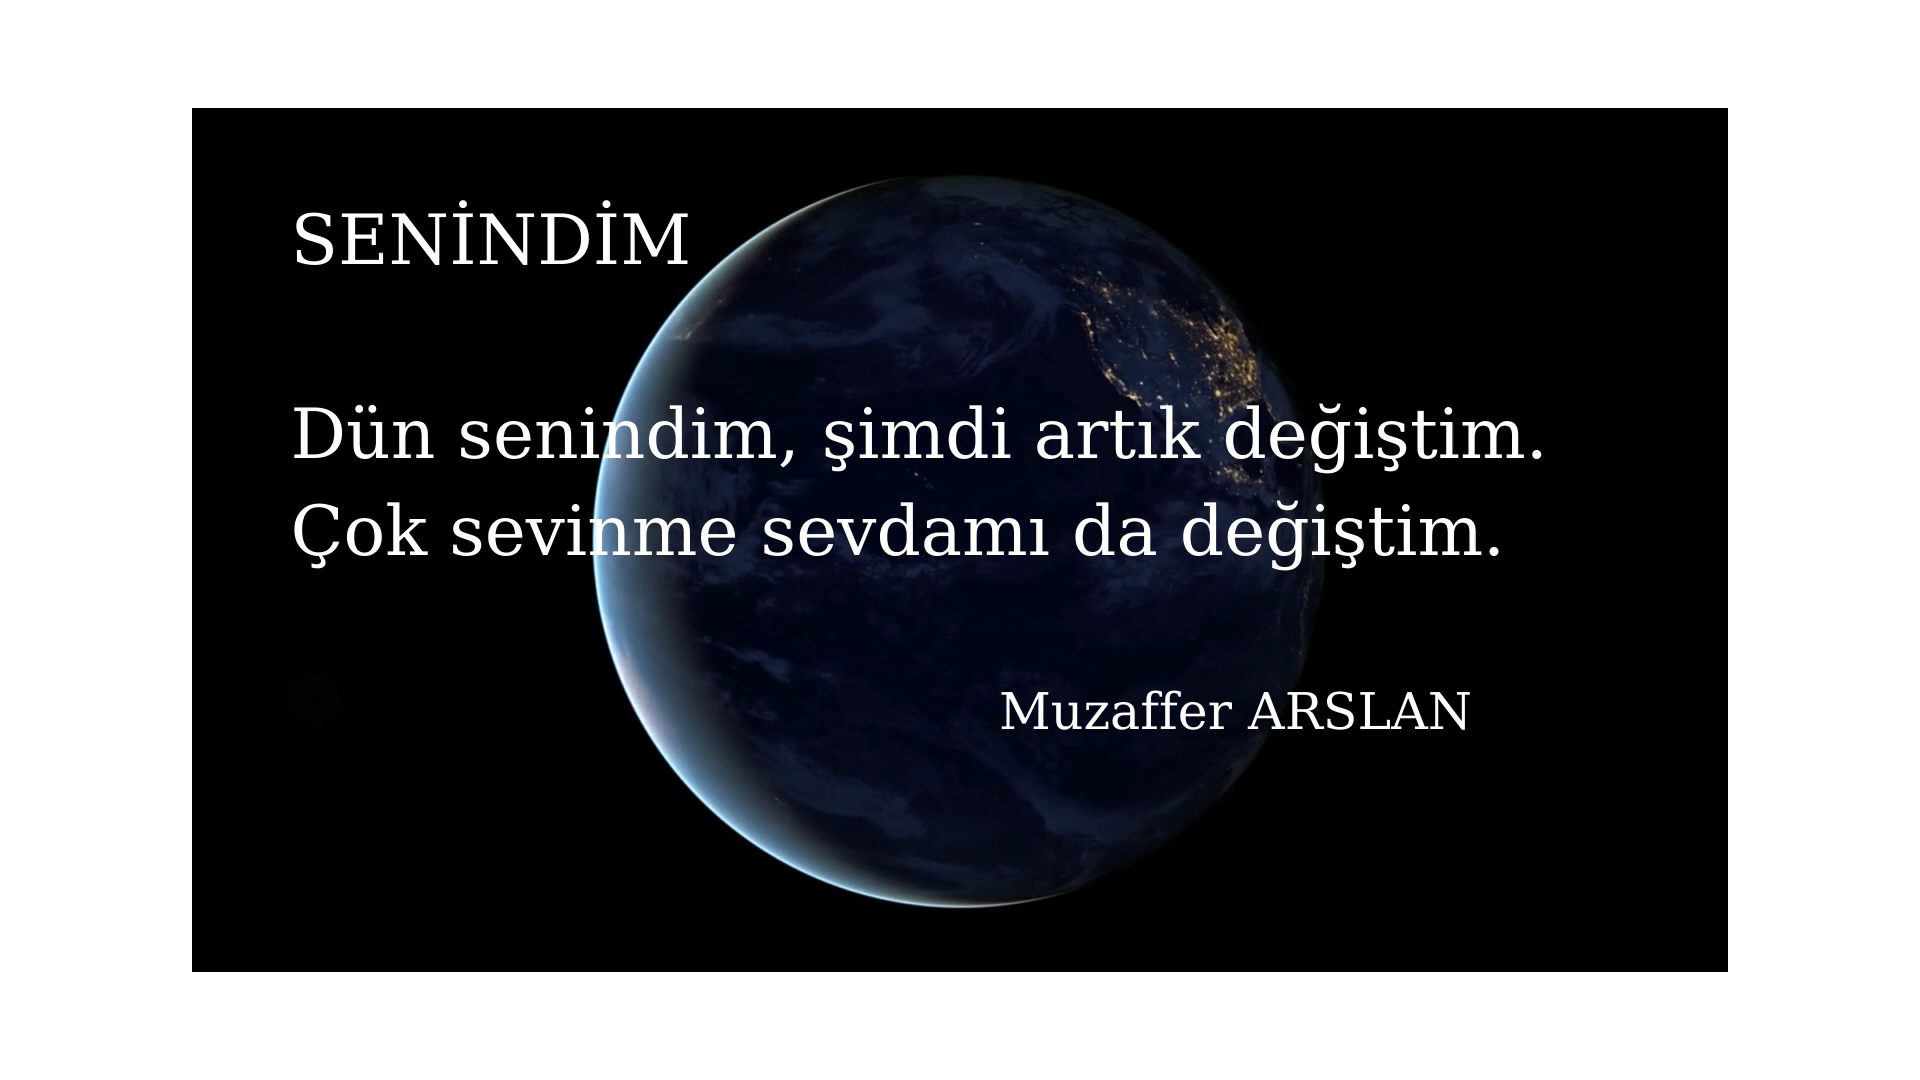 SENİNDİM
Dün senindim, şimdi artık değiştim.
Çok sevinme sevdamı da değiştim.
Muzaffer ARSLAN